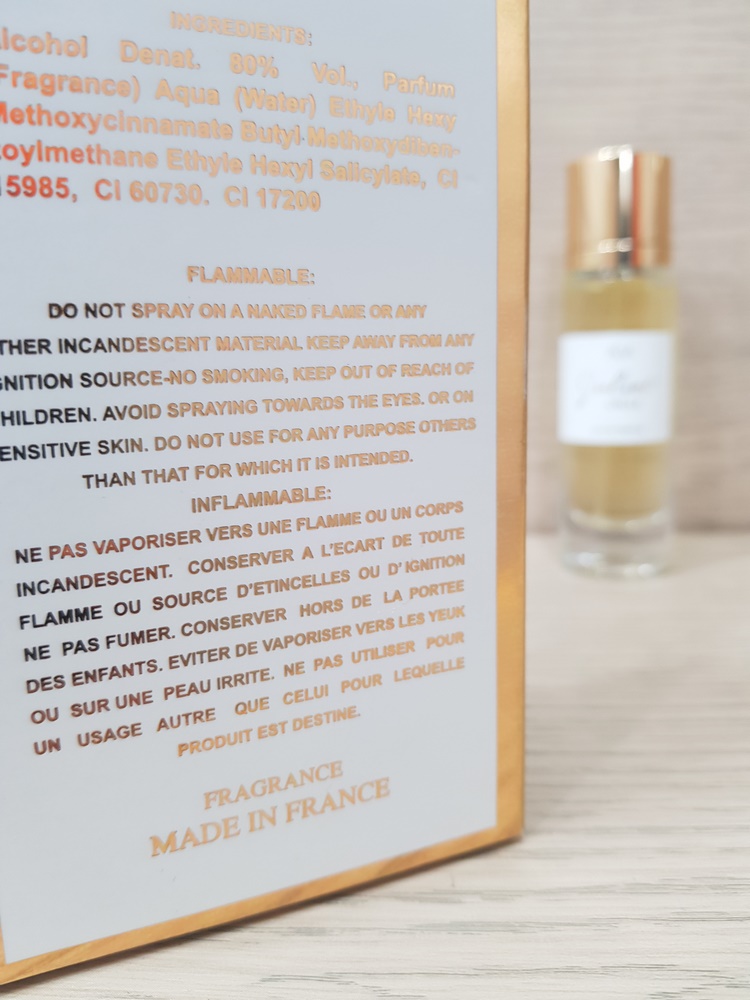 INGREDIENTS:
lcohol Denat. 80% Vol., Parfum
Fragrance) Aqua (Water) Ethyle Hexy
Methoxycinnamate Butyl-Methoxydiben-
zoylmethane Ethyle Hexyl Salicylate, CI
15985, CI 60730. CI 17200
FLAMMABLE:
DO NOT SPRAY ON A NAKED FLAME OR ANY
THER INCANDESCENT MATERIAL KEEP AWAY FROM ANY
GNITION SOURCE-NO SMOKING, KEEP OUT OF REACH OF
HILDREN. AVOID SPRAYING TOWARDS THE EYES. OR ON
ENSITIVE SKIN. DO NOT USE FOR ANY PURPOSE OTHERS
THAN THAT FOR WHICH IT IS INTENDED.
INFLAMMABLE:
NE PAS VAPORISER VERS UNE FLAMME OU UN CORPS
INCANDESCENT. CONSERVER A L'ECART DE TOUTE
FLAMME OU SOURCE D'ETINCELLES OU D'IGNITION
NE PAS FUMER. CONSERVER HORS DE LA PORTEE
DES ENFANTS. EVITER DE VAPORISER VERS LES YEUX
OU SUR UNE PEAU IRRITE. NE PAS UTILISER POUR
UN USAGE AUTRE QUE CELUI POUR LEQUELLE
PRODUIT EST DESTINE.
FRAGRANCE
MADE IN FRANCE